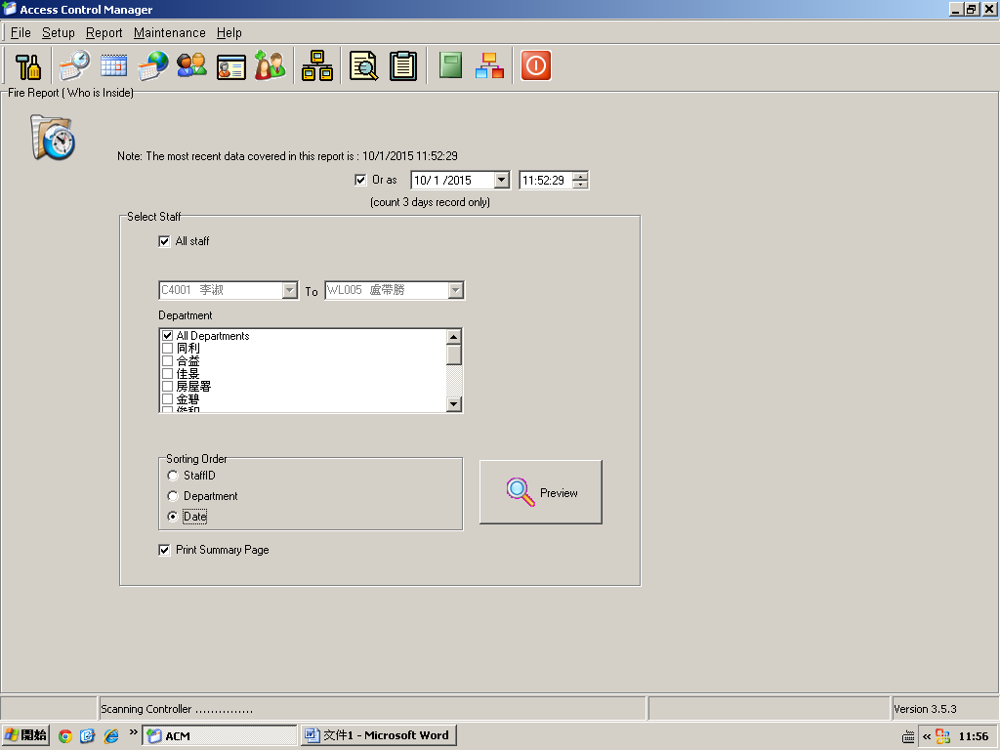 Access Control Manager
File Setup Report Maintenance Help
Fire Report ( Who is Inside)
Note: The most recent data covered in this report is : 10/1/2015 11:52:29
Or as 10/ 1 /2015 11:52:29
(count 3 days record only)
Select Staff
All staff
C4001 李淑 To WL005 盧帶勝
Department
All Departments
同利
合益
佳景
房屋署
金碧
俊和
Sorting Order
StaffID
Department
Date
Preview
Print Summary Page
Scanning Controller ..............
Version 3.5.3
開始 » ACM 文件1 - Microsoft Word « 11:56